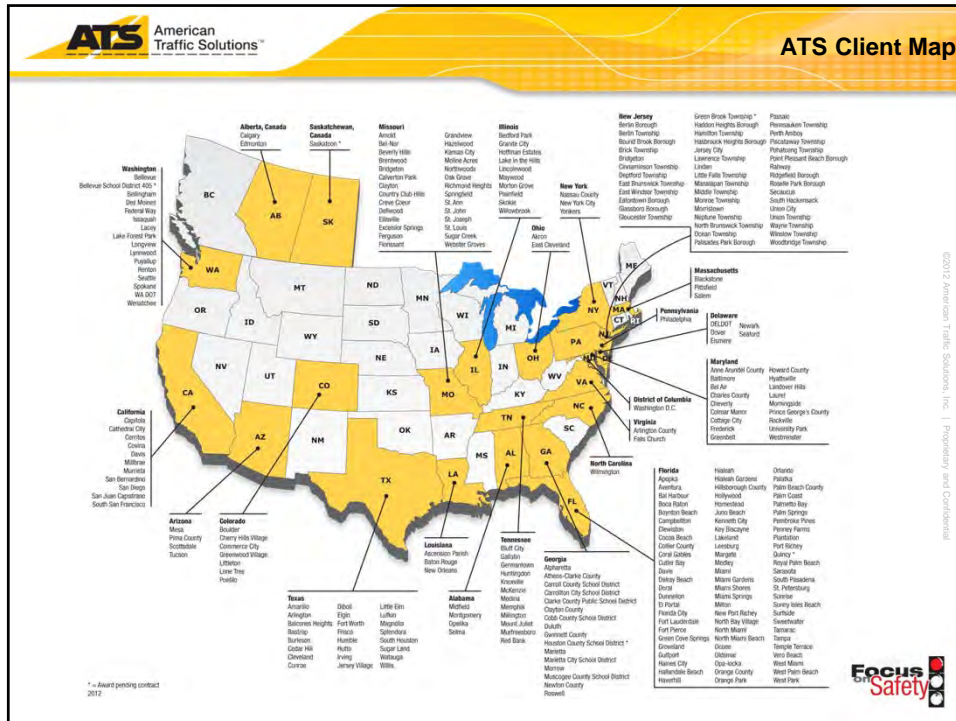 ATS American
Traffic Solutions™
ATS Client Map
Alberta, Canada
Calgary
Edmonton
Saskatchewan,
Canada
Saskatoon *
Washington
Bellevue
Bellevue School District 405 *
Bellingham
Des Moines
Federal Way
Issaquah
Lacey
Lake Forest Park
Longview
Lynnwood
Puyallup
Renton
Seattle
Spokane
WA DOT
Wenatchee
Missouri
Arnold
Bel-Nor
Beverly Hills
Brentwood
Bridgeton
Calverton Park
Clayton
Country Club Hills
Creve Coeur
Dellwood
Ellisville
Excelsior Springs
Ferguson
Florissant
Grandview
Hazelwood
Kansas City
Moline Acres
Northwoods
Oak Grove
Richmond Heights
Springfield
St. Ann
St. John
St. Joseph
St. Louis
Sugar Creek
Webster Groves
Illinois
Bedford Park
Granite City
Hoffman Estates
Lake in the Hills
Lincolnwood
Maywood
Morton Grove
Plainfield
Skokie
Willowbrook
New York
Nassau County
New York City
Yonkers
Ohio
Akron
East Cleveland
New Jersey
Berlin Borough
Berlin Township
Bound Brook Borough
Brick Township
Bridgeton
Cinnaminson Township
Deptford Township
East Brunswick Township
East Windsor Township
Eatontown Borough
Glassboro Borough
Gloucester Township
Green Brook Township *
Haddon Heights Borough
Hamilton Township
Hasbrouck Heights Borough
Jersey City
Lawrence Township
Linden
Little Falls Township
Manalapan Township
Middle Township
Monroe Township
Morristown
Neptune Township
North Brunswick Township
Ocean Township
Palisades Park Borough
Passaic
Pennsauken Township
Perth Amboy
Piscataway Township
Pohatcong Township
Point Pleasant Beach Borough
Rahway
Ridgefield Borough
Roselle Park Borough
Secaucus
South Hackensack
Union City
Union Township
Wayne Township
Winslow Township
Woodbridge Township
Massachusetts
Blackstone
Pittsfield
Salem
Pennsylvania
Philadelphia
Delaware
DELDOT
Dover
Elsmere
Newark
Seaford
Maryland
Anne Arundel County
Baltimore
Bel Air
Charles County
Cheverly
Colmar Manor
Cottage City
Frederick
Greenbelt
Howard County
Hyattsville
Landover Hills
Laurel
Morningside
Prince George's County
Rockville
University Park
Westminster
District of Columbia
Washington D.C.
Virginia
Arlington County
Falls Church
North Carolina
Wilmington
BC
AB
SK
WA
OR
ID
MT
ND
SD
MN
WI
MI
WY
NE
IA
NV
UT
CO
KS
CA
AZ
NM
OK
TX
MO
AR
LA
IL
IN
OH
KY
WV
VA
TN
NC
SC
MS
AL
GA
FL
PA
NY
VT
NH
ME
MA
CT
RI
NJ
MD
DE
California
Capitola
Cathedral City
Cerritos
Covina
Davis
Millbrae
Murrieta
San Bernardino
San Diego
San Juan Capistrano
South San Francisco
Arizona
Mesa
Pima County
Scottsdale
Tucson
Colorado
Boulder
Cherry Hills Village
Commerce City
Greenwood Village
Littleton
Lone Tree
Pueblo
Texas
Amarillo
Arlington
Balcones Heights
Bastrop
Burleson
Cedar Hill
Cleveland
Conroe
Diboll
Elgin
Fort Worth
Frisco
Humble
Hutto
Irving
Jersey Village
Little Elm
Lufkin
Magnolia
Splendora
South Houston
Sugar Land
Watauga
Willis
Louisiana
Ascension Parish
Baton Rouge
New Orleans
Alabama
Midfield
Montgomery
Opelika
Selma
Tennessee
Bluff City
Gallatin
Germantown
Huntingdon
Knoxville
McKenzie
Medina
Memphis
Millington
Mount Juliet
Murfreesboro
Red Bank
Georgia
Alpharetta
Athens-Clarke County
Carroll County School District
Carrollton City School District
Clarke County Public School District
Clayton County
Cobb County School District
Duluth
Gwinnett County
Houston County School District *
Marietta
Marietta City School District
Morrow
Muscogee County School District
Newton County
Roswell
Florida
Apopka
Aventura
Bal Harbour
Boca Raton
Boynton Beach
Campbellton
Clewiston
Cocoa Beach
Collier County
Coral Gables
Cutler Bay
Davie
Delray Beach
Doral
Dunnellon
El Portal
Florida City
Fort Lauderdale
Fort Pierce
Green Cove Springs
Groveland
Gulfport
Haines City
Hallandale Beach
Haverhill
Hialeah
Hialeah Gardens
Hillsborough County
Hollywood
Homestead
Juno Beach
Kenneth City
Key Biscayne
Lakeland
Leesburg
Margate
Medley
Miami
Miami Gardens
Miami Shores
Miami Springs
Milton
New Port Richey
North Bay Village
North Miami
North Miami Beach
Ocoee
Oldsmar
Opa-locka
Orange County
Orange Park
Orlando
Palatka
Palm Beach County
Palm Coast
Palmetto Bay
Palm Springs
Pembroke Pines
Penney Farms
Plantation
Port Richey
Quincy *
Royal Palm Beach
Sarasota
South Pasadena
St. Petersburg
Sunrise
Sunny Isles Beach
Surfside
Sweetwater
Tamarac
Tampa
Temple Terrace
Vero Beach
West Miami
West Palm Beach
West Park
* = Award pending contract
2012
Focus
on Safety
©2012 American Traffic Solutions, Inc. | Proprietary and Confidential